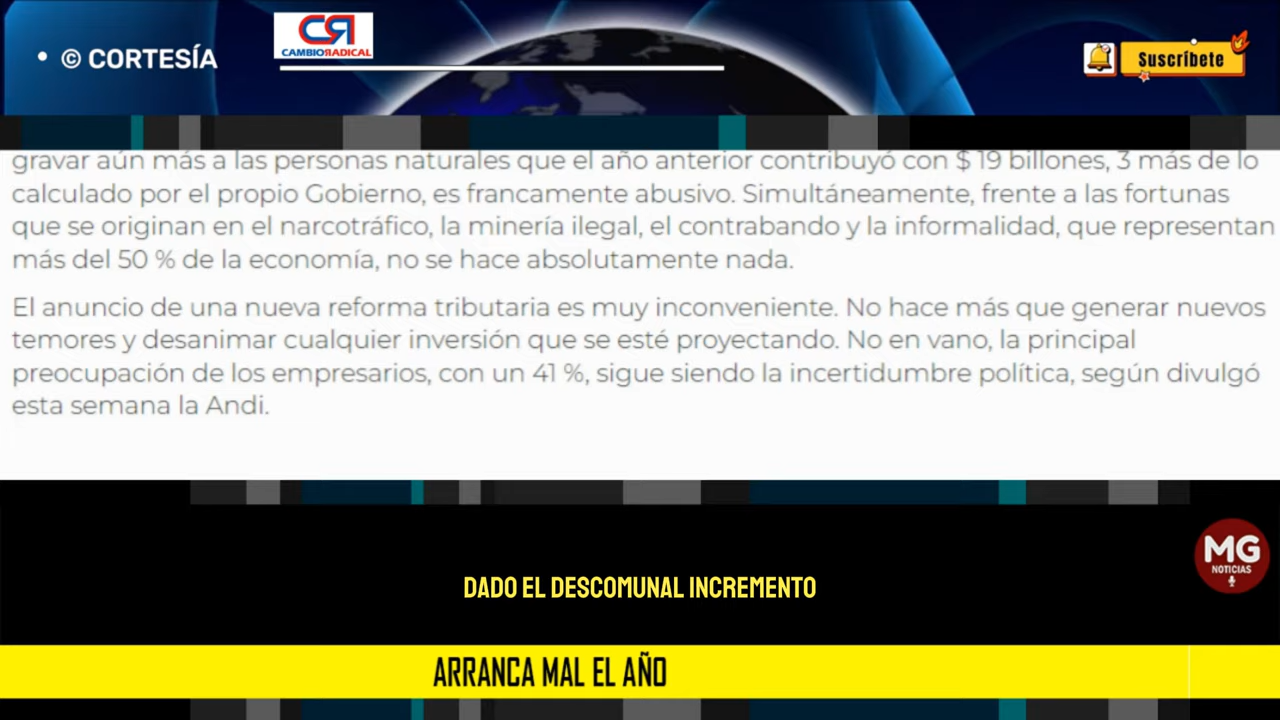 • © CORTESÍA
CR
CAMBIO RADICAL
Suscríbete
gravar aún más a las personas naturales que el año anterior contribuyó con $ 19 billones, 3 más de lo
calculado por el propio Gobierno, es francamente abusivo. Simultáneamente, frente a las fortunas
que se originan en el narcotráfico, la minería ilegal, el contrabando y la informalidad, que representan
más del 50 % de la economía, no se hace absolutamente nada.
El anuncio de una nueva reforma tributaria es muy inconveniente. No hace más que generar nuevos
temores y desanimar cualquier inversión que se esté proyectando. No en vano, la principal
preocupación de los empresarios, con un 41 %, sigue siendo la incertidumbre política, según divulgó
esta semana la Andi.
MG
NOTICIAS
DADO EL DESCOMUNAL INCREMENTO
ARRANCA MAL EL AÑO